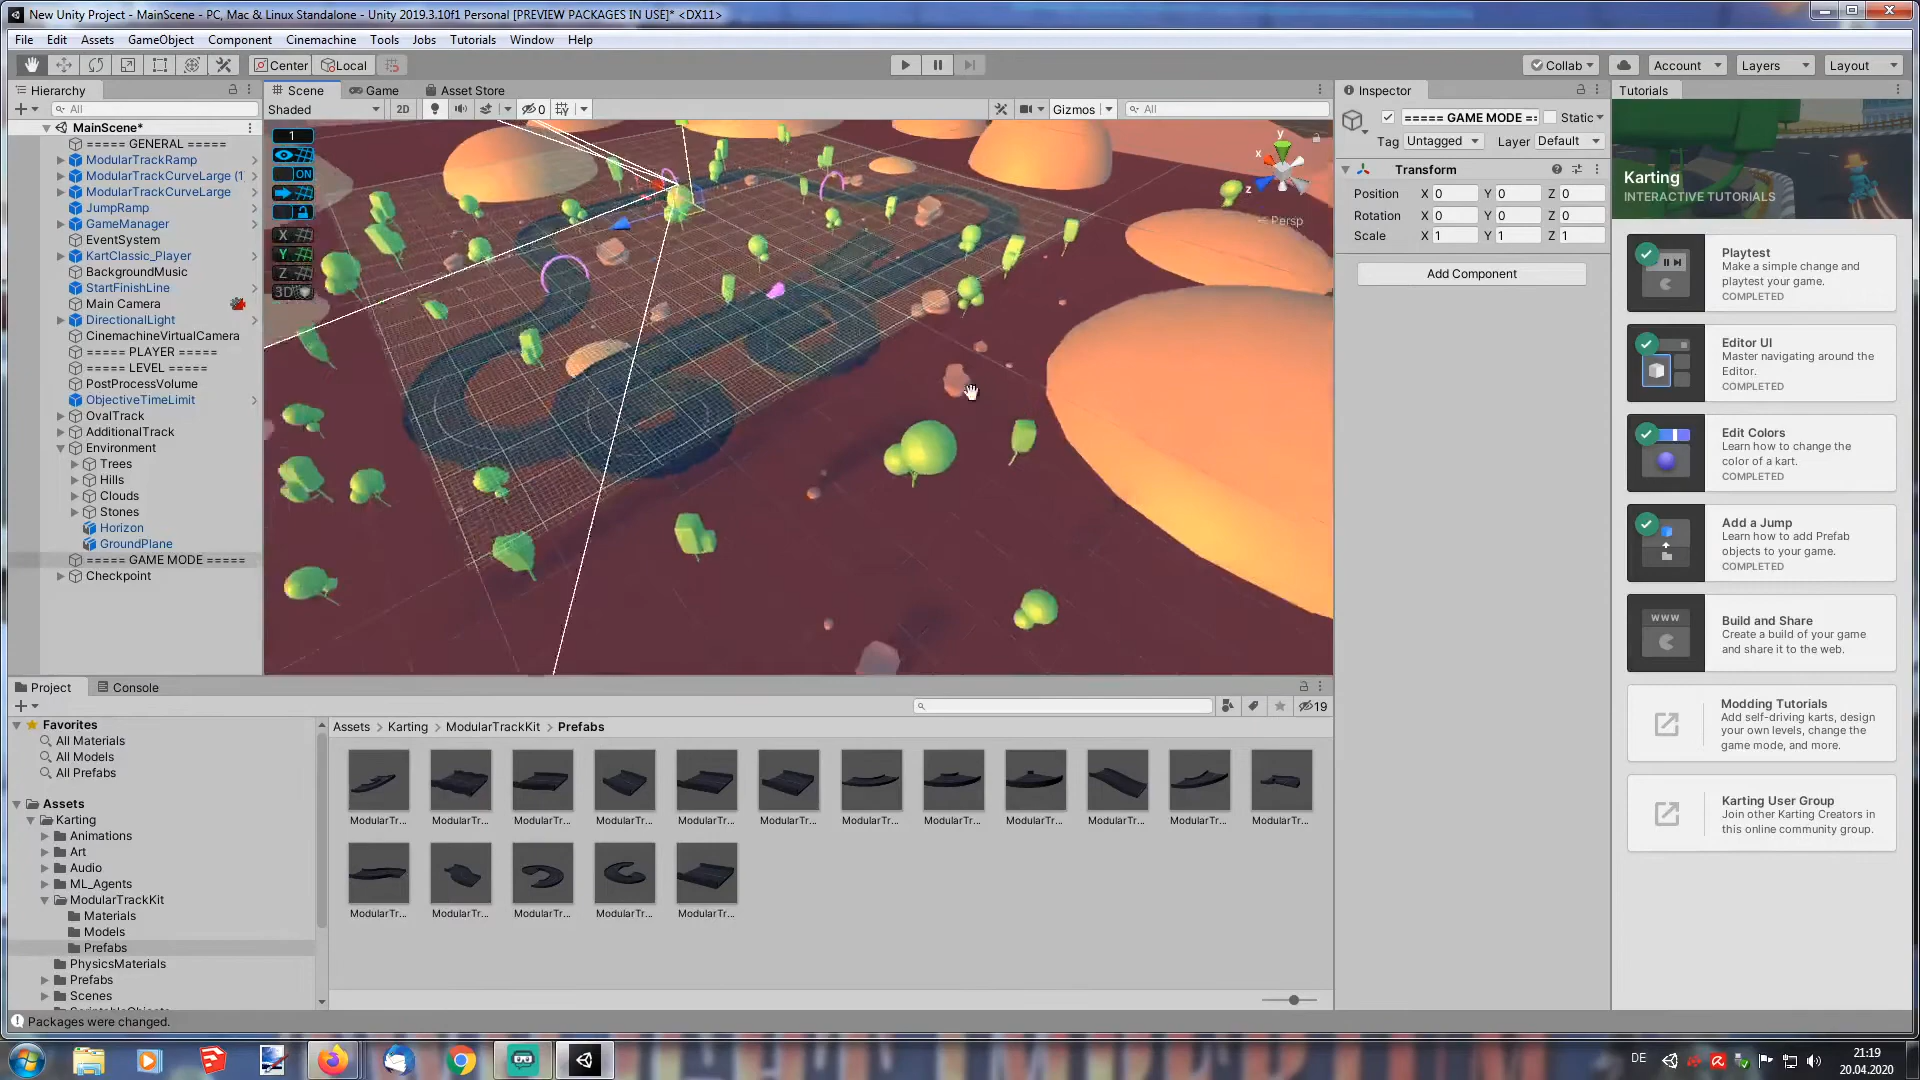 New Unity Project - MainScene - PC, Mac & Linux Standalone - Unity 2019.3.10f1 Personal [PREVIEW PACKAGES IN USE]* <DX11>
File Edit Assets GameObject Component Cinemachine Tools Jobs Tutorials Window Help
Center Local Collab Account Layers Layout
Hierarchy Scene Game Asset Store Inspector Tutorials
All Shaded 2D 0 Gizmos All
===== GAME MODE == Static
Tag Untagged Layer Default
MainScene*
===== GENERAL =====
ModularTrackRamp
ModularTrackCurveLarge (1
ModularTrackCurveLarge
JumpRamp
GameManager
EventSystem
KartClassic_Player
BackgroundMusic
StartFinishLine
Main Camera
DirectionalLight
CinemachineVirtualCamera
===== PLAYER =====
===== LEVEL =====
PostProcessVolume
ObjectiveTimeLimit
OvalTrack
AdditionalTrack
Environment
Trees
Hills
Clouds
Stones
Horizon
GroundPlane
===== GAME MODE =====
Checkpoint
1
ON
X
Y
Z
3D
y
x
z
Persp
Transform
Position X 0 Y 0 Z 0
Rotation X 0 Y 0 Z 0
Scale X 1 Y 1 Z 1
Add Component
Karting
INTERACTIVE TUTORIALS
Playtest
Make a simple change and
playtest your game.
COMPLETED
Editor UI
Master navigating around the
Editor.
COMPLETED
Edit Colors
Learn how to change the
color of a kart.
COMPLETED
Add a Jump
Learn how to add Prefab
objects to your game.
COMPLETED
WWW
Build and Share
Create a build of your game
and share it to the web.
Modding Tutorials
Add self-driving karts, design
your own levels, change the
game mode, and more.
Karting User Group
Join other Karting Creators in
this online community group.
Project Console
19
Favorites
All Materials
All Models
All Prefabs
Assets
Karting
Animations
Art
Audio
ML_Agents
ModularTrackKit
Materials
Models
Prefabs
PhysicsMaterials
Prefabs
Scenes
Assets > Karting > ModularTrackKit > Prefabs
ModularTr... ModularTr... ModularTr... ModularTr... ModularTr... ModularTr... ModularTr... ModularTr... ModularTr... ModularTr... ModularTr... ModularTr...
ModularTr... ModularTr... ModularTr... ModularTr... ModularTr...
Packages were changed.
DE
21:19
20.04.2020